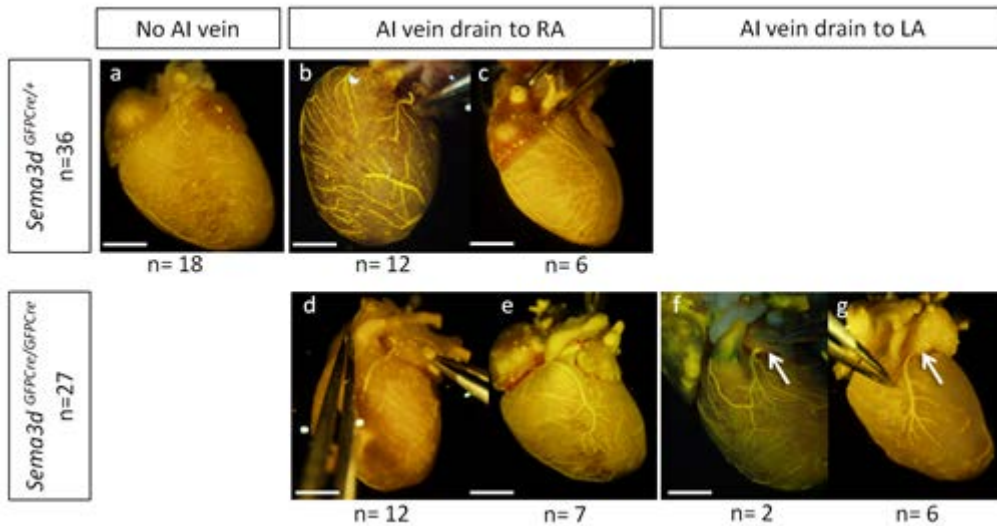 No AI vein
AI vein drain to RA
AI vein drain to LA
Sema3d GFPCre/+
n=36
a
b
c
n= 18
n= 12
n= 6
Sema3d GFPCre/GFPCre
n=27
d
e
f
g
n= 12
n= 7
n= 2
n= 6